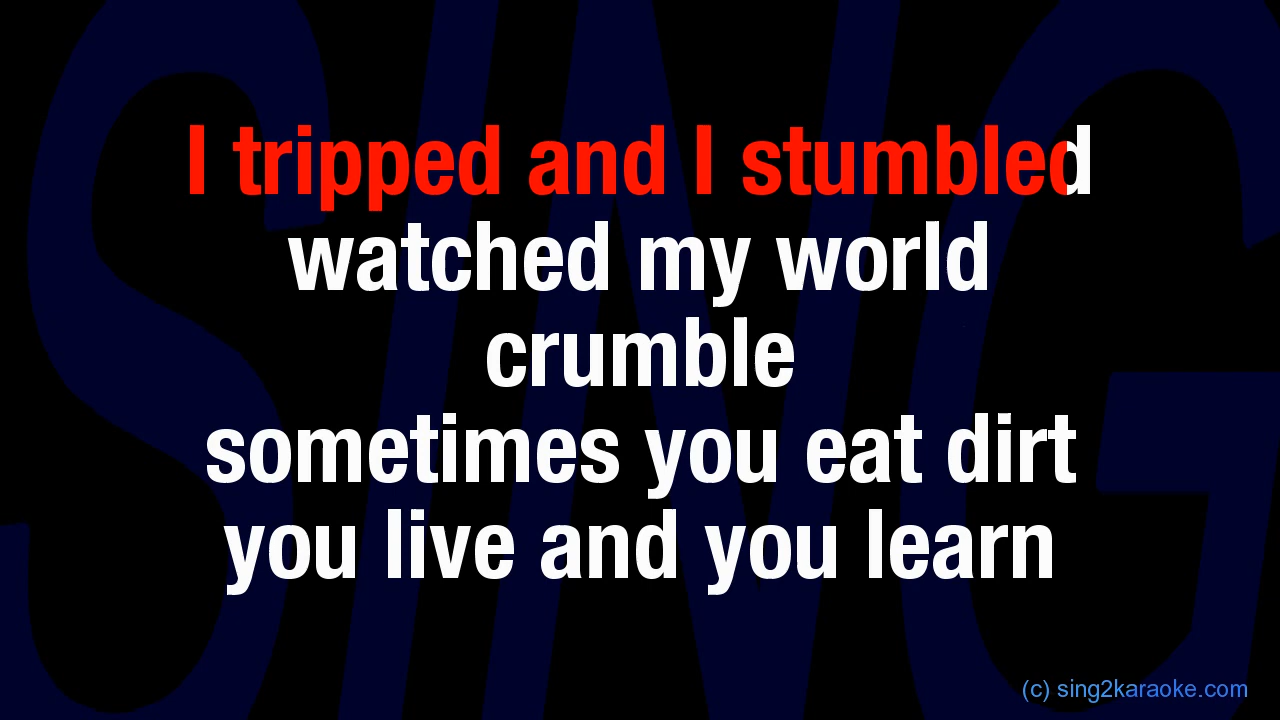 SING
I tripped and I stumbled
watched my world
crumble
sometimes you eat dirt
you live and you learn
(c) sing2karaoke.com